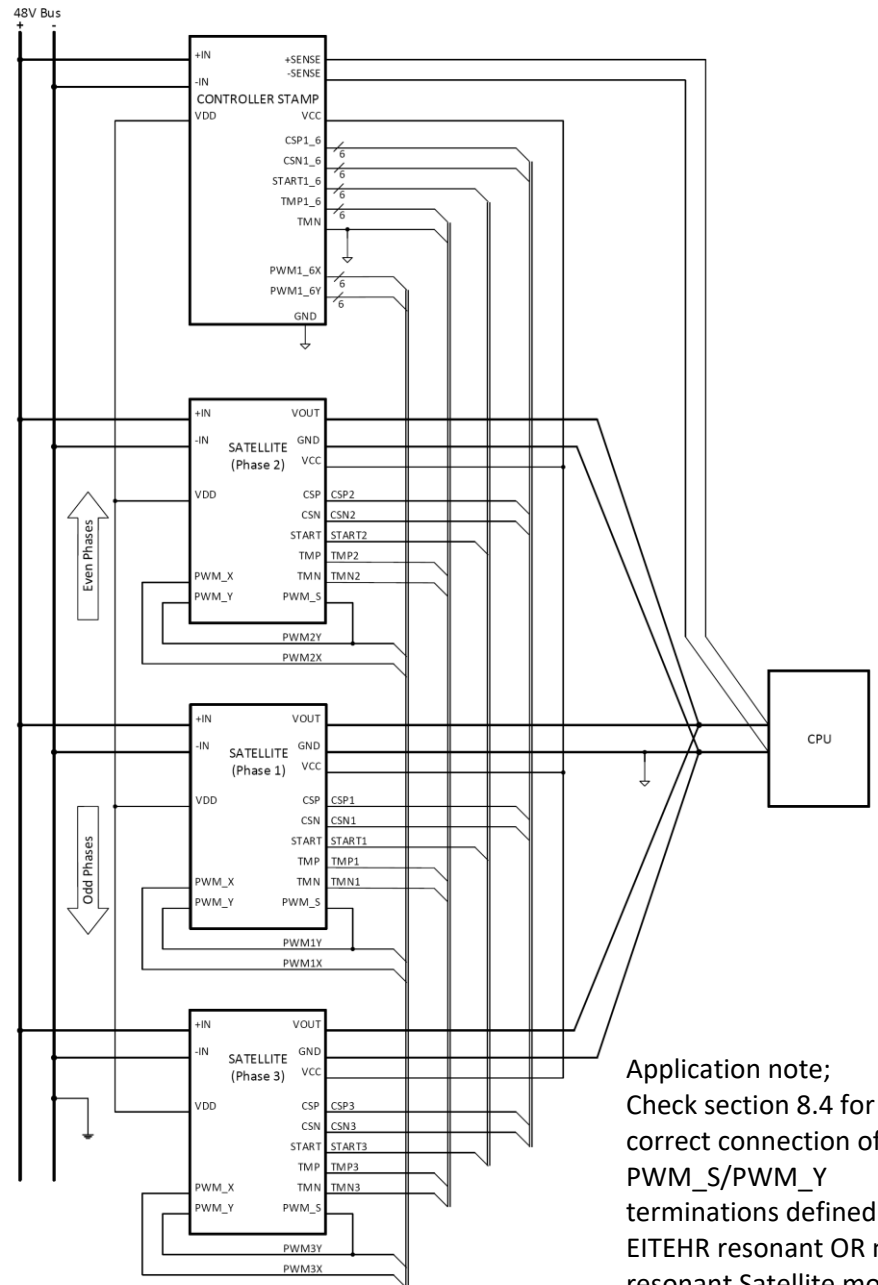 48V Bus
+ -
+IN
+SENSE
-SENSE
-IN
CONTROLLER STAMP
VDD
VCC
CSP1_6
6
CSN1_6
6
START1_6
6
TMP1_6
6
TMN
PWM1_6X
6
PWM1_6Y
6
GND
+IN
VOUT
-IN
GND
SATELLITE
(Phase 2)
VCC
VDD
CSP
CSP2
CSN
CSN2
START
START2
TMP
TMP2
PWM_X
TMN
TMN2
PWM_Y
PWM_S
PWM2Y
PWM2X
Even Phases
+IN
VOUT
-IN
GND
SATELLITE
(Phase 1)
VCC
VDD
CSP
CSP1
CSN
CSN1
START
START1
TMP
TMP1
PWM_X
TMN
TMN1
PWM_Y
PWM_S
PWM1Y
PWM1X
Odd Phases
CPU
+IN
VOUT
-IN
GND
SATELLITE
(Phase 3)
VCC
VDD
CSP
CSP3
CSN
CSN3
START
START3
TMP
TMP3
PWM_X
TMN
TMN3
PWM_Y
PWM_S
PWM3Y
PWM3X
Application note;
Check section 8.4 for
correct connection of
PWM_S/PWM_Y
terminations defined
EITEHR resonant OR
resonant Satellite